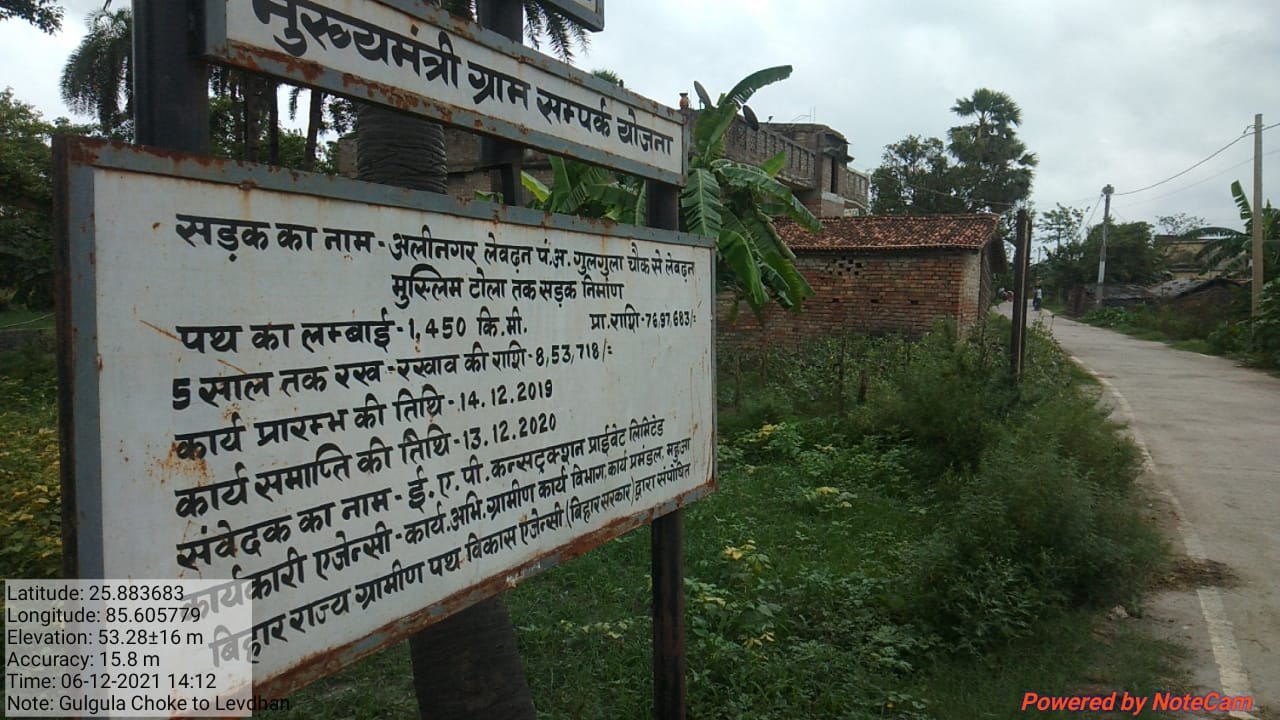 मुख्यमंत्री ग्राम सम्पर्क योजना
सड़क का नाम - अलीनगर लेवढ़न पं.अ. गुलगुला चौक से लेवढ़न
मुस्लिम टोला तक सड़क निर्माण
पथ का लम्बाई - 1,450 कि.मी. प्रा. राशि - 76,97,683/=
5 साल तक रख - रखाव की राशि - 8,53,718/=
कार्य प्रारम्भ की तिथि - 14.12.2019
कार्य समाप्ति की तिथि - 13.12.2020
संवेदक का नाम - ई. ए. पी. कन्सट्रक्शन प्राईवेट लिमिटेड
कार्यकारी एजेन्सी - कार्य. अभि. ग्रामीण कार्य विभाग, कार्य प्रमंडल, महुआ
बिहार राज्य ग्रामीण पथ विकास एजेन्सी (बिहार सरकार) द्वारा संपोषित
Latitude: 25.883683
Longitude: 85.605779
Elevation: 53.28±16 m
Accuracy: 15.8 m
Time: 06-12-2021 14:12
Note: Gulgula Choke to Levdhan
Powered by NoteCam